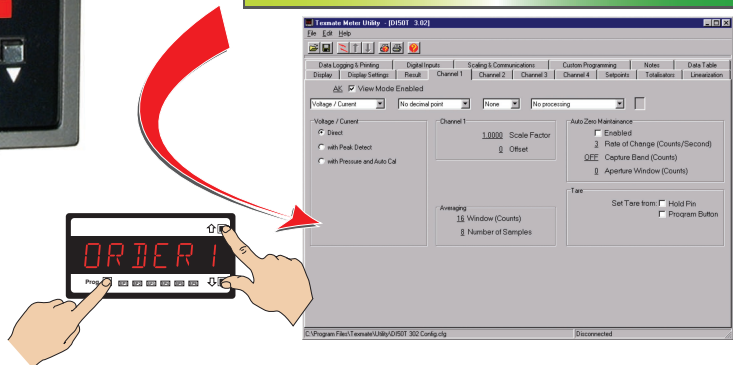 Texmate Meter Utility - [DI50T 3.02]
File Edit Help
Data Logging & Printing Digital Inputs Scaling & Communications Custom Programming Notes Data Table
Display Display Settings Result Channel 1 Channel 2 Channel 3 Channel 4 Setpoints Totalisators Linearization
AK View Mode Enabled
Voltage / Current No decimal point None No processing
Voltage / Current
Direct
with Peak Detect
with Pressure and Auto Cal
Channel 1
1.0000 Scale Factor
0 Offset
Averaging
16 Window (Counts)
8 Number of Samples
Auto Zero Maintainance
Enabled
3 Rate of Change (Counts/Second)
OFF Capture Band (Counts)
0 Aperture Window (Counts)
Tare
Set Tare from: Hold Pin
Program Button
C:\Program Files\Texmate\Utility\DI50T 302 Config.cfg Disconnected
ORDER1
Prog